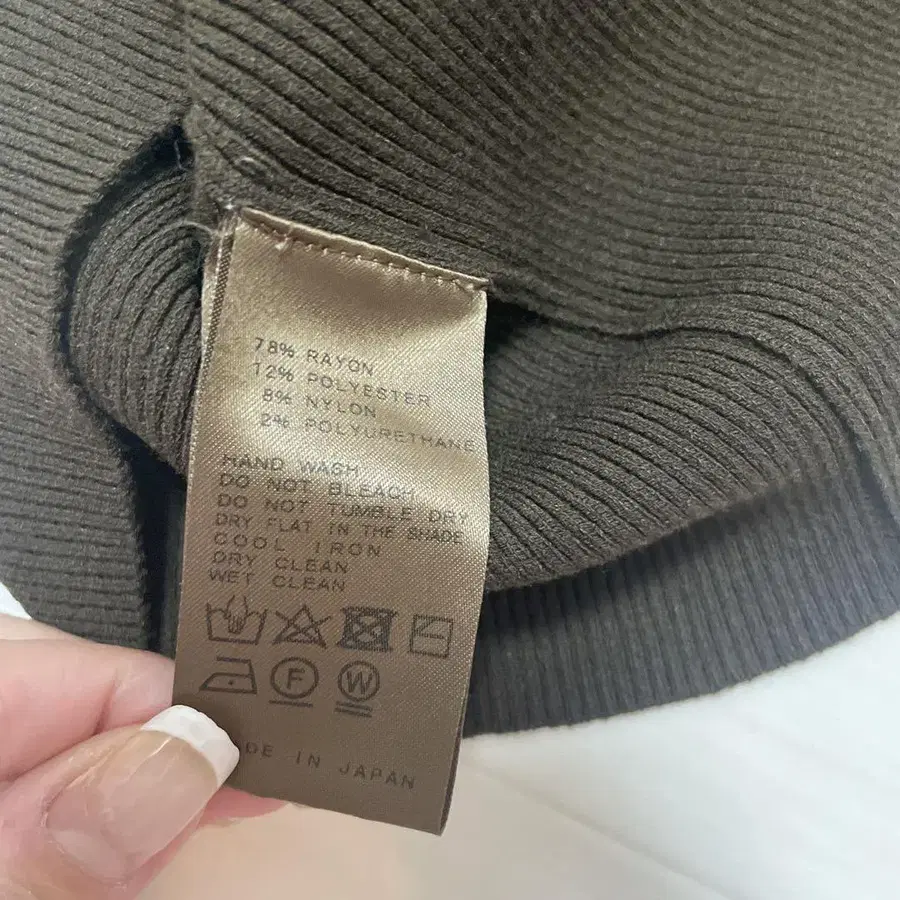 78% RAYON
12% POLYESTER
8% NYLON
2% POLYURETHANE
HAND WASH
DO NOT BLEACH
DO NOT TUMBLE DRY
DRY FLAT IN THE SHADE
COOL IRON
DRY CLEAN
WET CLEAN
F W
DE IN JAPAN